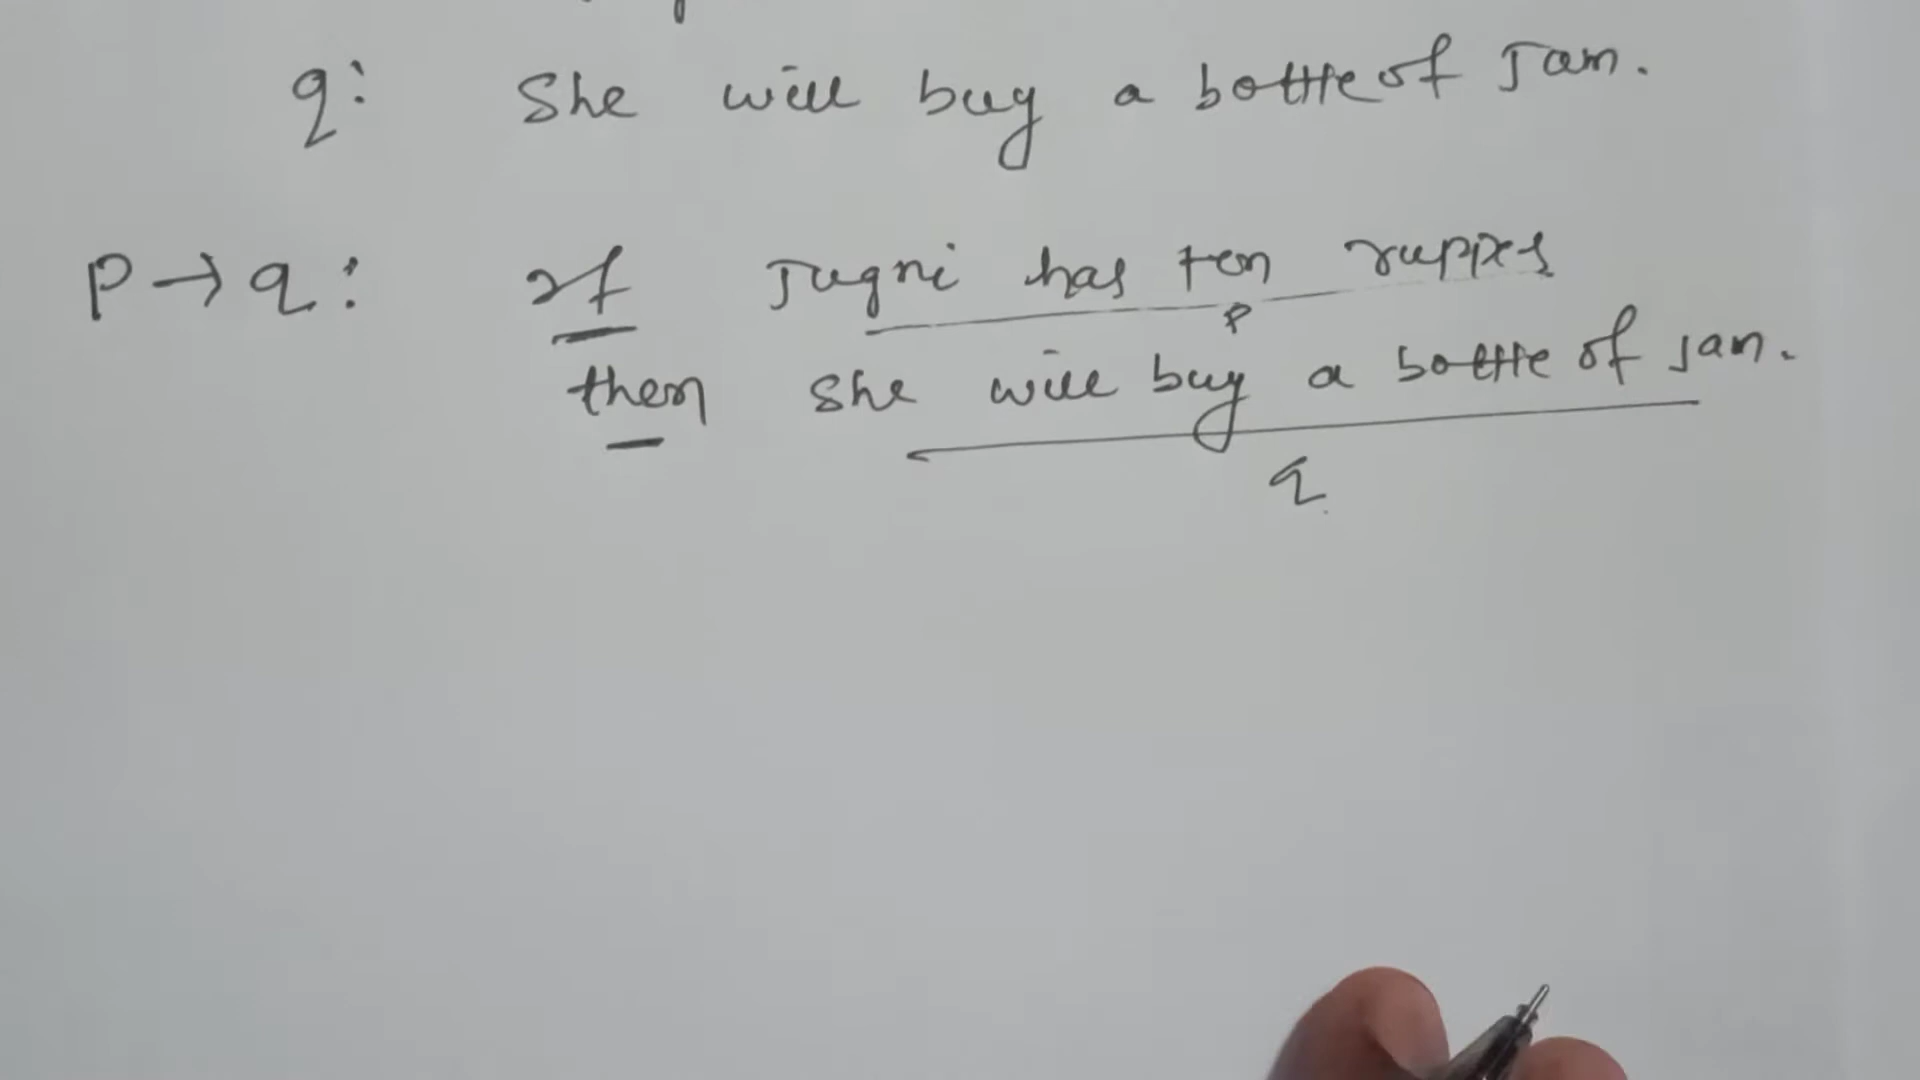 q: She will buy a bottle of Jam.
P → q: If Jugni has ten rupees
P
then she will buy a bottle of Jam.
q